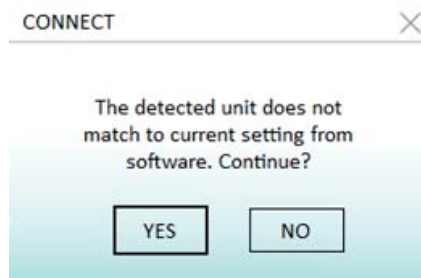 CONNECT
The detected unit does not
match to current setting from
software. Continue?
YES
NO